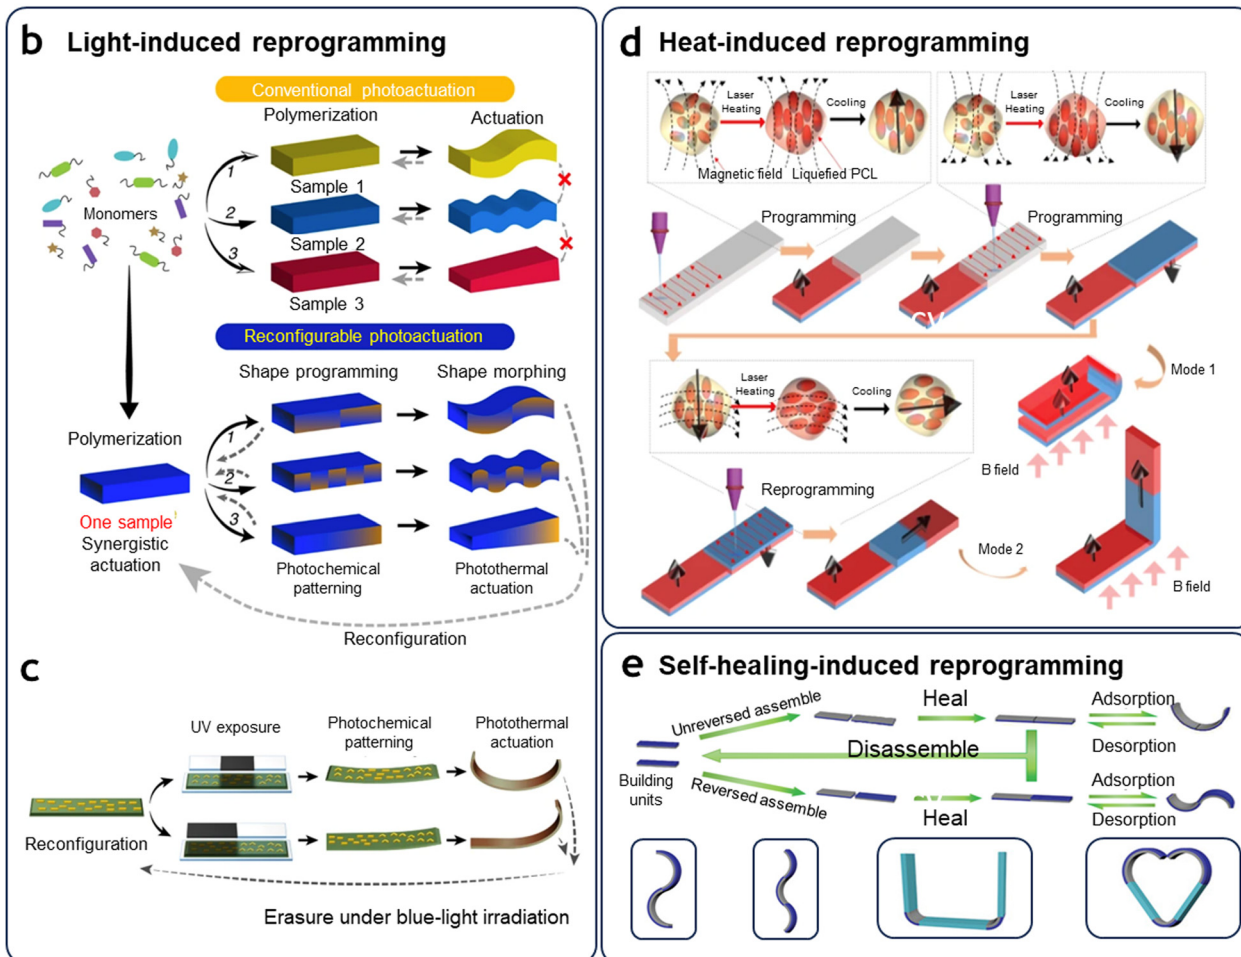 b Light-induced reprogramming
Conventional photoactuation
Polymerization
Actuation
Monomers
1
Sample 1
2
Sample 2
3
Sample 3
Reconfigurable photoactuation
Shape programming
Shape morphing
Polymerization
1
2
3
One sample
Synergistic
actuation
Photochemical
patterning
Photothermal
actuation
Reconfiguration
c
UV exposure
Photochemical
patterning
Photothermal
actuation
Reconfiguration
Erasure under blue-light irradiation
d Heat-induced reprogramming
Laser
Heating
Cooling
Laser
Heating
Cooling
Magnetic field
Liquefied PCL
Programming
Programming
Laser
Heating
Cooling
Mode 1
B field
Reprogramming
Mode 2
B field
e Self-healing-induced reprogramming
Unreversed assemble
Heal
Adsorption
Desorption
Disassemble
Building
units
Reversed assemble
Heal
Adsorption
Desorption